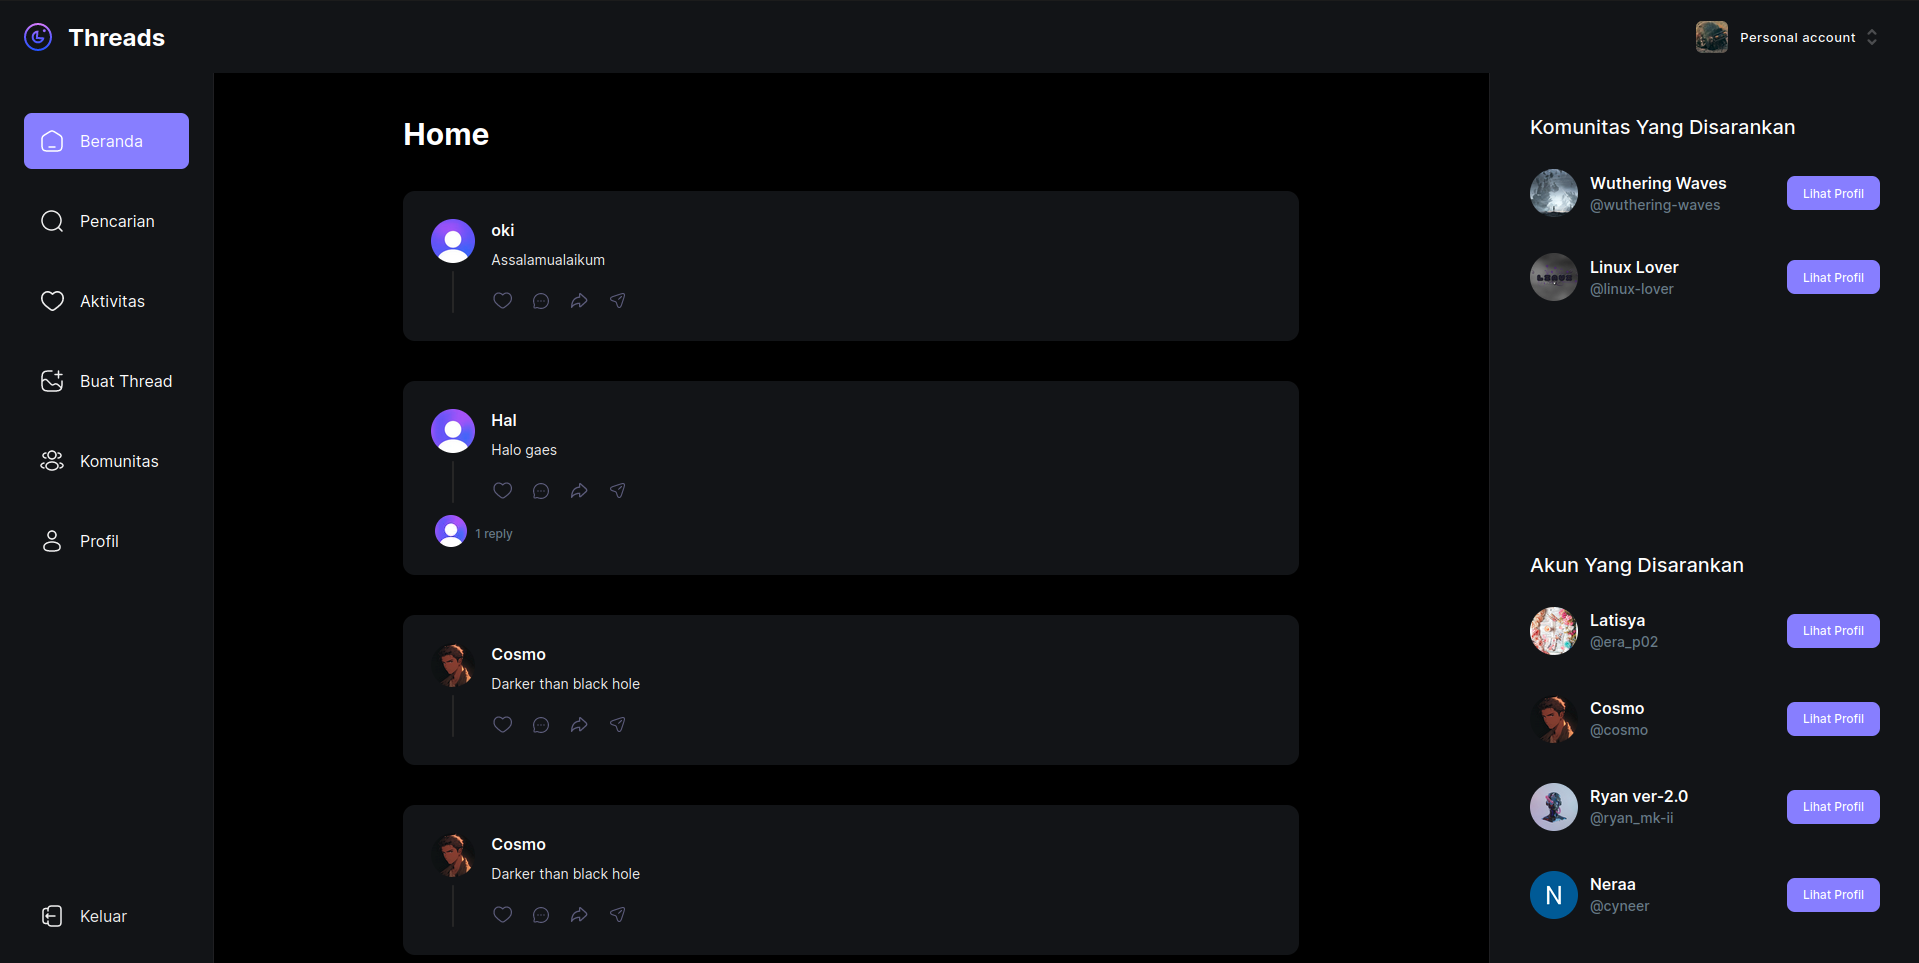 Threads
Personal account
Beranda
Pencarian
Aktivitas
Buat Thread
Komunitas
Profil
Keluar
Home
oki
Assalamualaikum
Hal
Halo gaes
1 reply
Cosmo
Darker than black hole
Cosmo
Darker than black hole
Komunitas Yang Disarankan
Wuthering Waves
@wuthering-waves
Lihat Profil
Linux Lover
@linux-lover
Lihat Profil
Akun Yang Disarankan
Latisya
@era_p02
Lihat Profil
Cosmo
@cosmo
Lihat Profil
Ryan ver-2.0
@ryan_mk-ii
Lihat Profil
N
Neraa
@cyneer
Lihat Profil